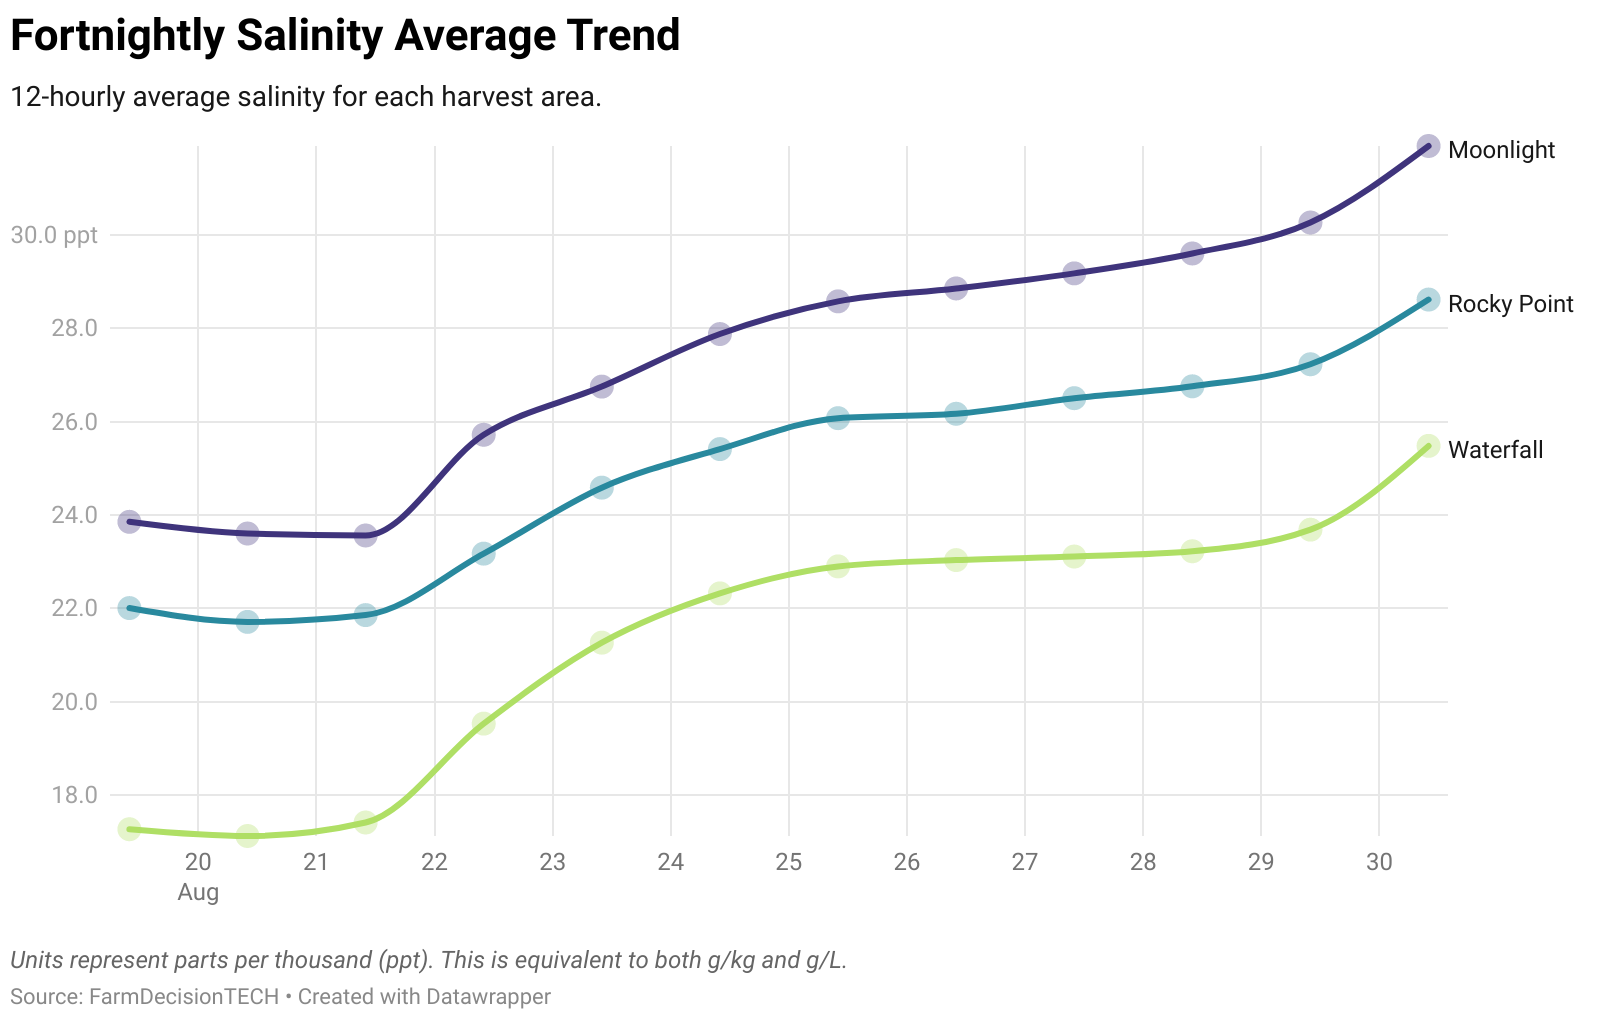 Fortnightly Salinity Average Trend
12-hourly average salinity for each harvest area.
Moonlight
30.0 ppt
Rocky Point
28.0
26.0
Waterfall
24.0
22.0
20.0
18.0
20 21 22 23 24 25 26 27 28 29 30
Aug
Units represent parts per thousand (ppt). This is equivalent to both g/kg and g/L.
Source: FarmDecisionTECH • Created with Datawrapper